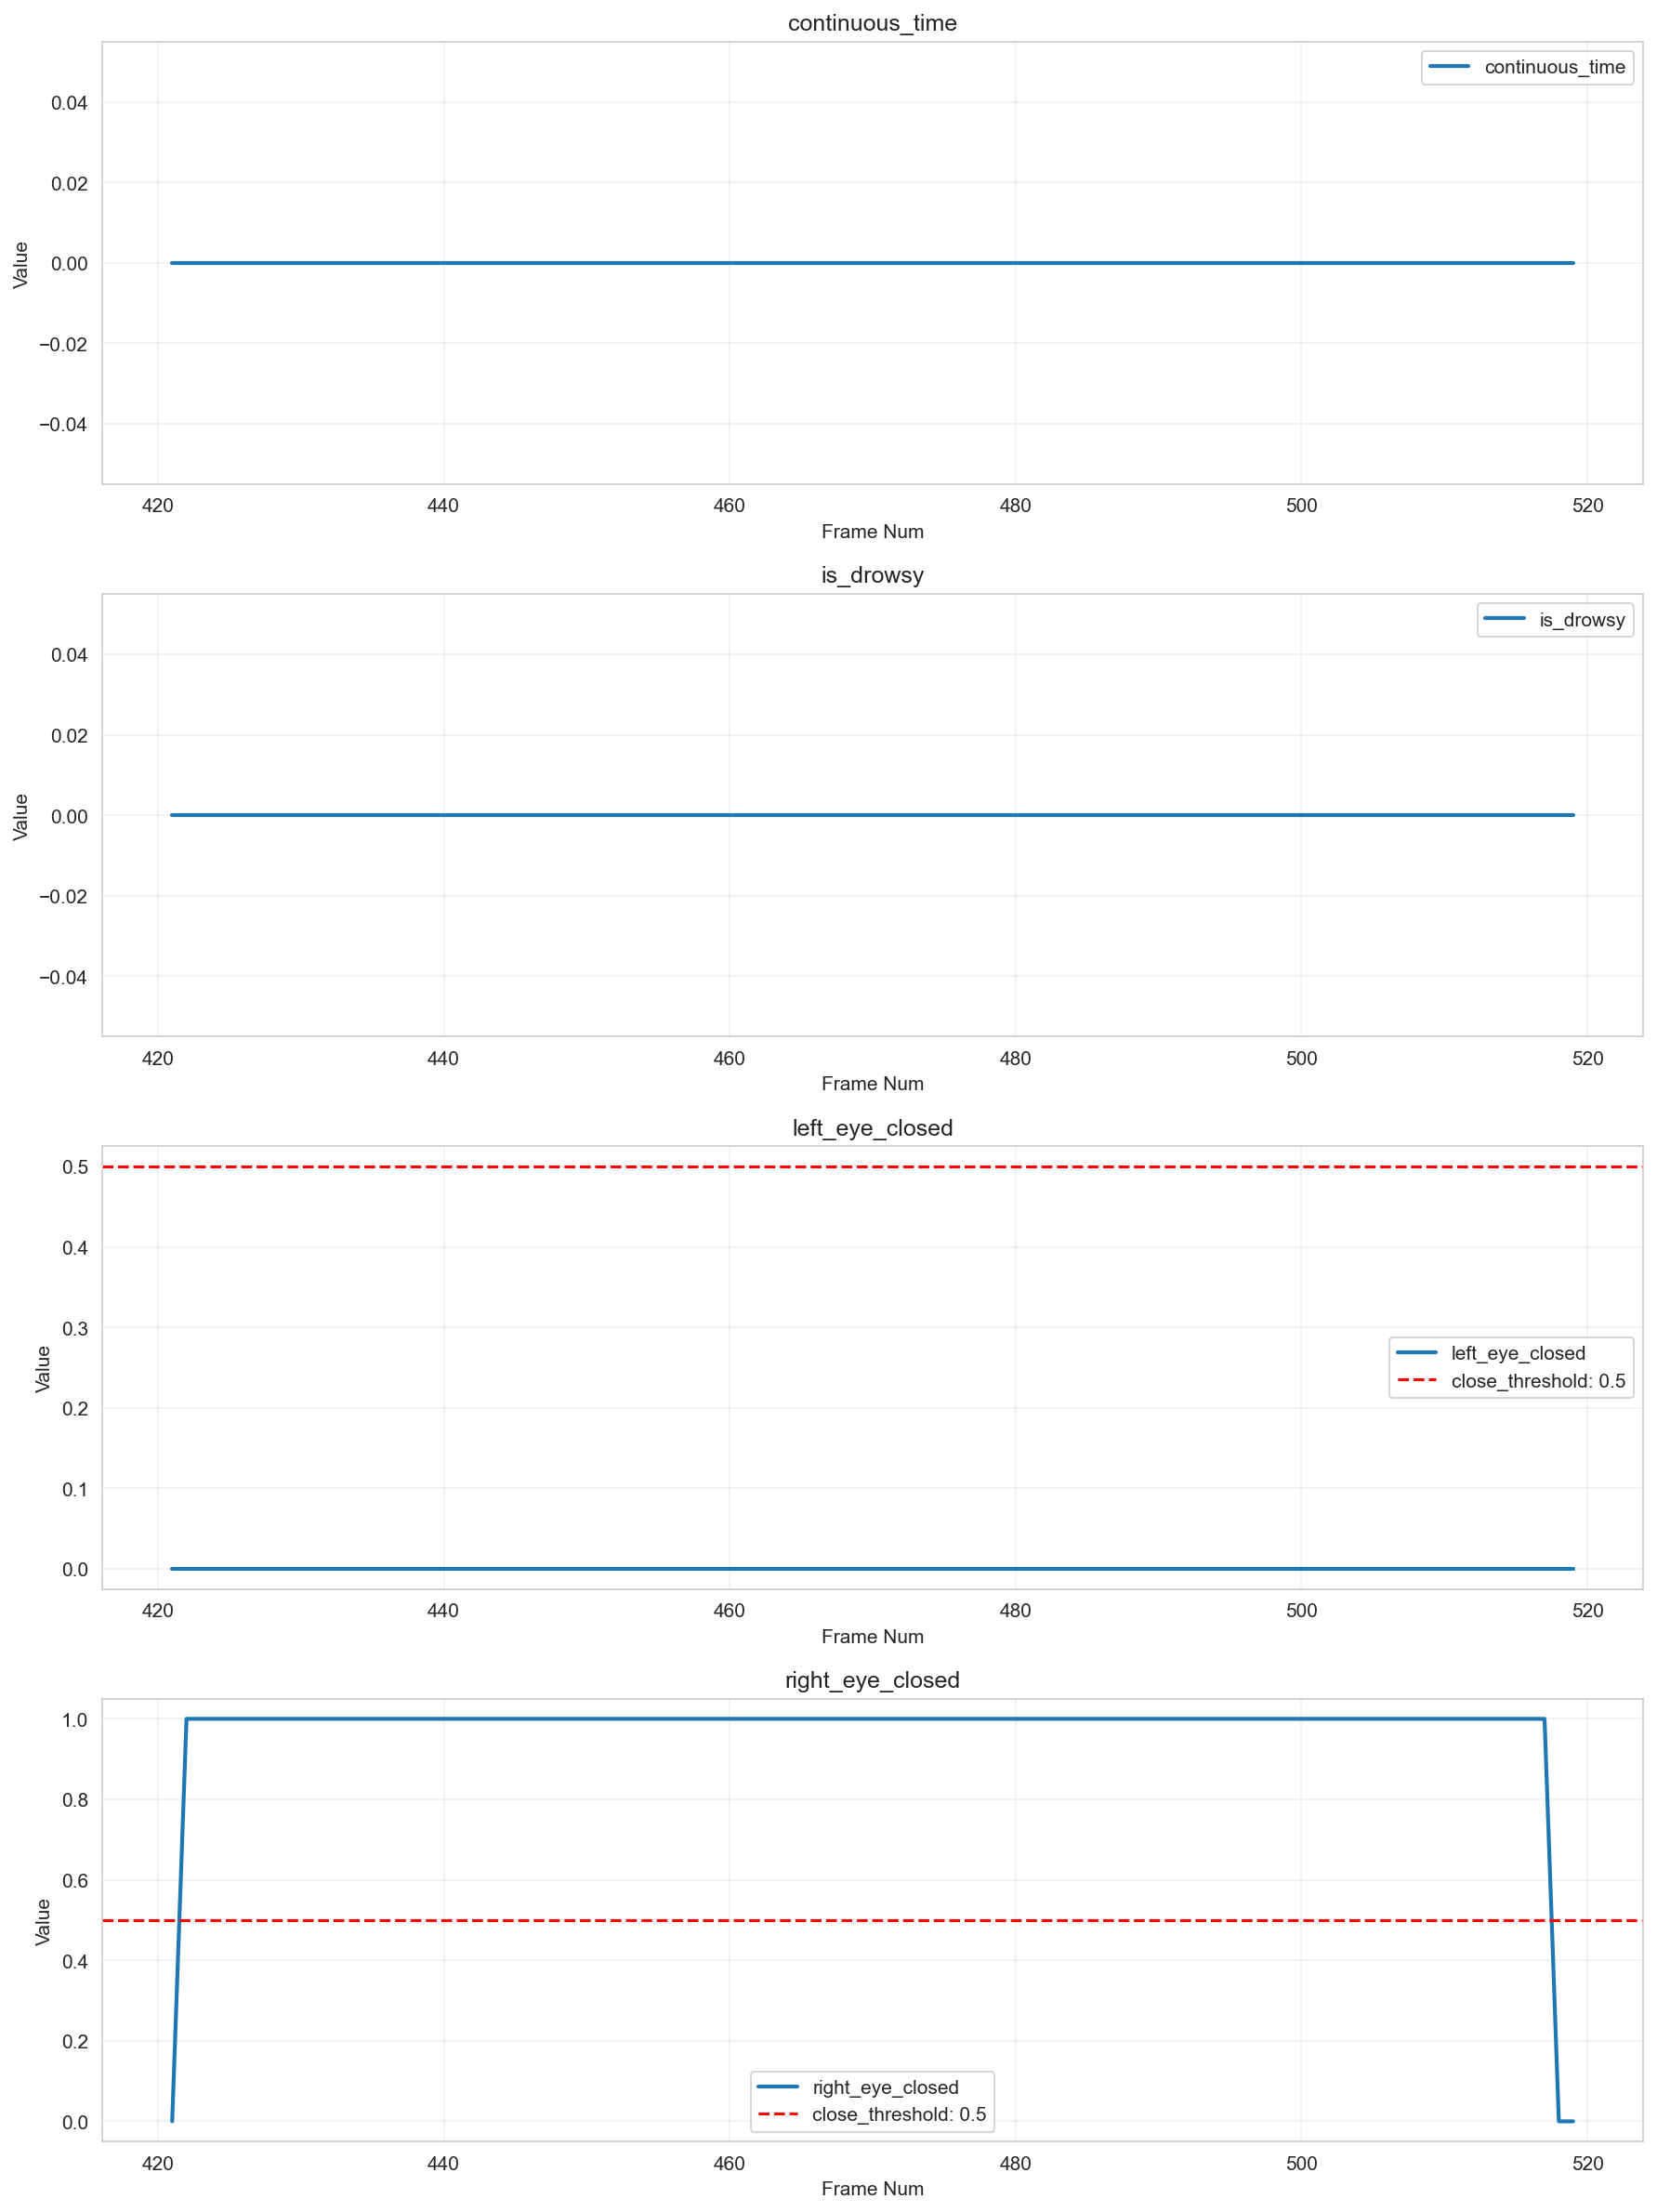 continuous_time
continuous_time
0.04
0.02
0.00
−0.02
−0.04
Value
420 440 460 480 500 520
Frame Num
is_drowsy
is_drowsy
0.04
0.02
0.00
−0.02
−0.04
Value
420 440 460 480 500 520
Frame Num
left_eye_closed
0.5
0.4
0.3
0.2
0.1
0.0
Value
left_eye_closed
close_threshold: 0.5
420 440 460 480 500 520
Frame Num
right_eye_closed
1.0
0.8
0.6
0.4
0.2
0.0
Value
right_eye_closed
close_threshold: 0.5
420 440 460 480 500 520
Frame Num